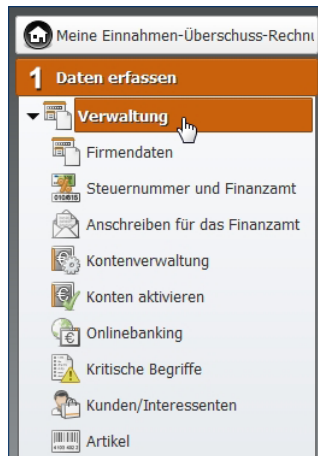 Meine Einnahmen-Überschuss-Rechnu
1 Daten erfassen
Verwaltung
Firmendaten
Steuernummer und Finanzamt
Anschreiben für das Finanzamt
Kontenverwaltung
Konten aktivieren
Onlinebanking
Kritische Begriffe
Kunden/Interessenten
Artikel